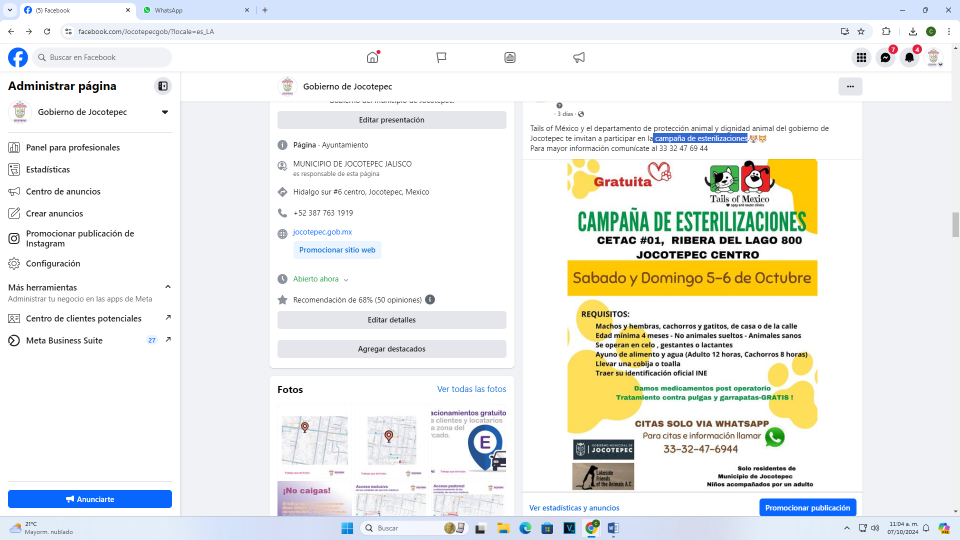 (5) Facebook
WhatsApp
facebook.com/Jocotepecgob/?locale=es_LA
Buscar en Facebook
7
4
Administrar página
Gobierno de Jocotepec
Panel para profesionales
Estadísticas
Centro de anuncios
Crear anuncios
Promocionar publicación de
Instagram
Configuración
Más herramientas
Administrar tu negocio en las apps de Meta
Centro de clientes potenciales
Meta Business Suite
27
Anunciarte
Gobierno de Jocotepec
Gobierno del municipio de Jocotepec.
Editar presentación
Página · Ayuntamiento
MUNICIPIO DE JOCOTEPEC JALISCO
es responsable de esta página
Hidalgo sur #6 centro, Jocotepec, Mexico
+52 387 763 1919
jocotepec.gob.mx
Promocionar sitio web
Abierto ahora
Recomendación de 68% (50 opiniones)
Editar detalles
Agregar destacados
Fotos
Ver todas las fotos
acionamientos gratuito
a clientes y locatarios
a zona del
rcado.
E
¡No caigas!
3 días ·
Tails of México y el departamento de protección animal y dignidad animal del gobierno de
Jocotepec te invitan a participar en la campaña de esterilizaciones
Para mayor información comunícate al 33 32 47 69 44
Gratuita
Tails of Mexico
CAMPAÑA DE ESTERILIZACIONES
CETAC #01, RIBERA DEL LAGO 800
JOCOTEPEC CENTRO
Sabado y Domingo 5-6 de Octubre
REQUISITOS:
Machos y hembras, cachorros y gatitos, de casa o de la calle
Edad mínima 4 meses - No animales sueltos - Animales sanos
Se operan en celo , gestantes o lactantes
Ayuno de alimento y agua (Adulto 12 horas, Cachorros 8 horas)
Llevar una cobija o toalla
Traer su identificación oficial INE
Damos medicamentos post operatorio
Tratamiento contra pulgas y garrapatas-GRATIS !
CITAS SOLO VIA WHATSAPP
Para citas e información llamar
33-32-47-6944
JOCOTEPEC
Lakeside
Friends
of the Animals A.C
Solo residentes de
Municipio de Jocotepec
Niños acompañados por un adulto
Ver estadísticas y anuncios
Promocionar publicación
21°C
Mayorm. nublado
Buscar
11:04 a. m.
07/10/2024